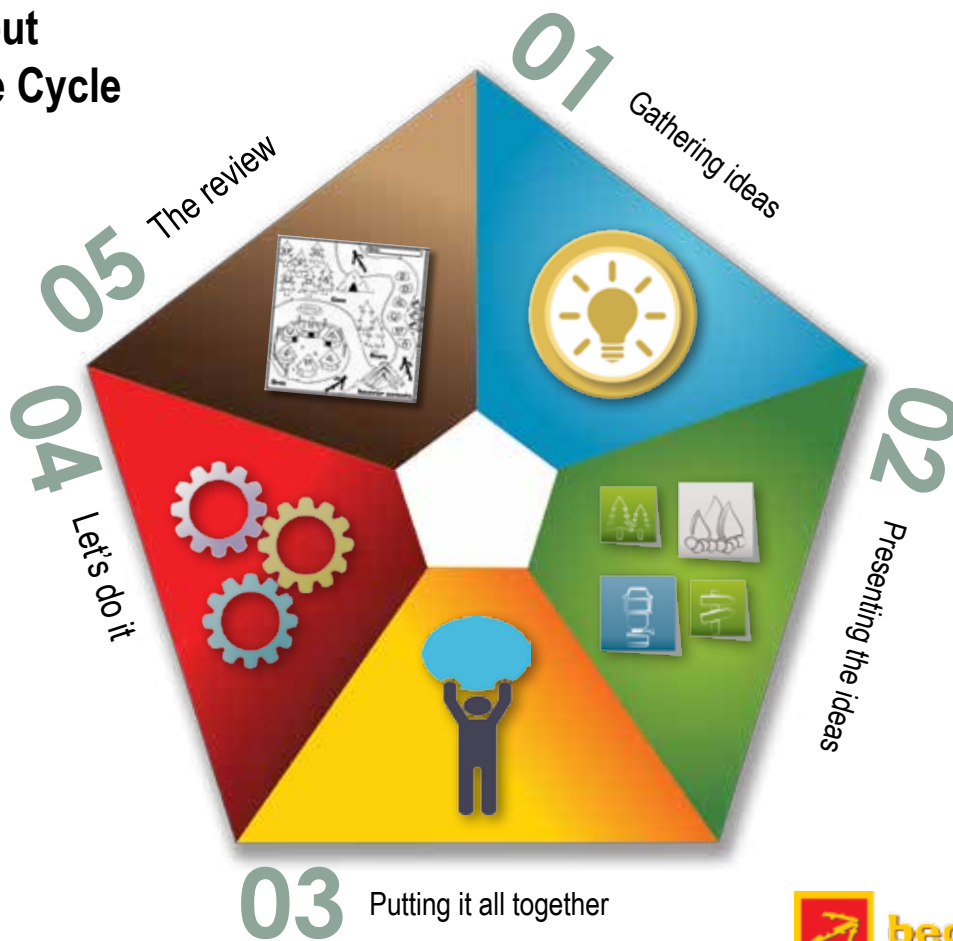 Cycle
01
Gathering ideas
02
Presenting the ideas
03
Putting it all together
04
Let's do it
05
The review